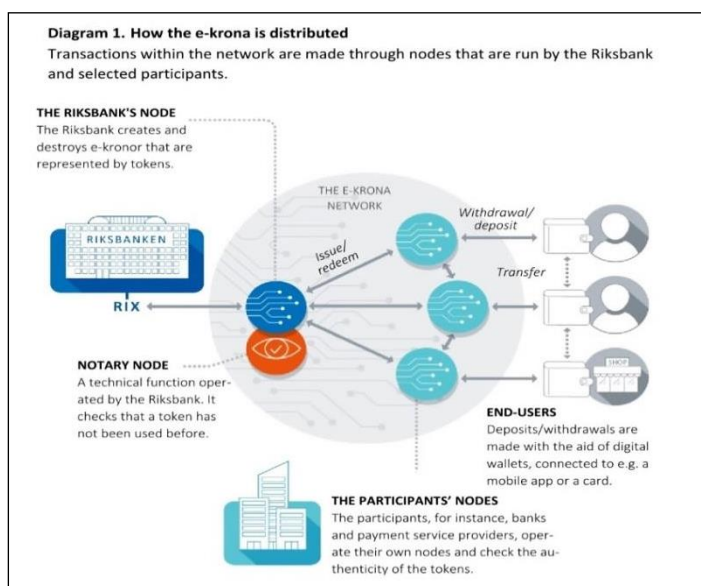 Diagram 1. How the e-krona is distributed
Transactions within the network are made through nodes that are run by the Riksbank
and selected participants.
THE RIKSBANK'S NODE
The Riksbank creates and
destroys e-kronor that are
represented by tokens.
THE E-KRONA
NETWORK
Withdrawal/
deposit
RIKSBANKEN
Issue/
redeem
Transfer
RIX
SHOP
NOTARY NODE
A technical function oper-
ated by the Riksbank. It
checks that a token has
not been used before.
END-USERS
Deposits/withdrawals are
made with the aid of digital
wallets, connected to e.g. a
mobile app or a card.
THE PARTICIPANTS' NODES
The participants, for instance, banks
and payment service providers, oper-
ate their own nodes and check the au-
thenticity of the tokens.